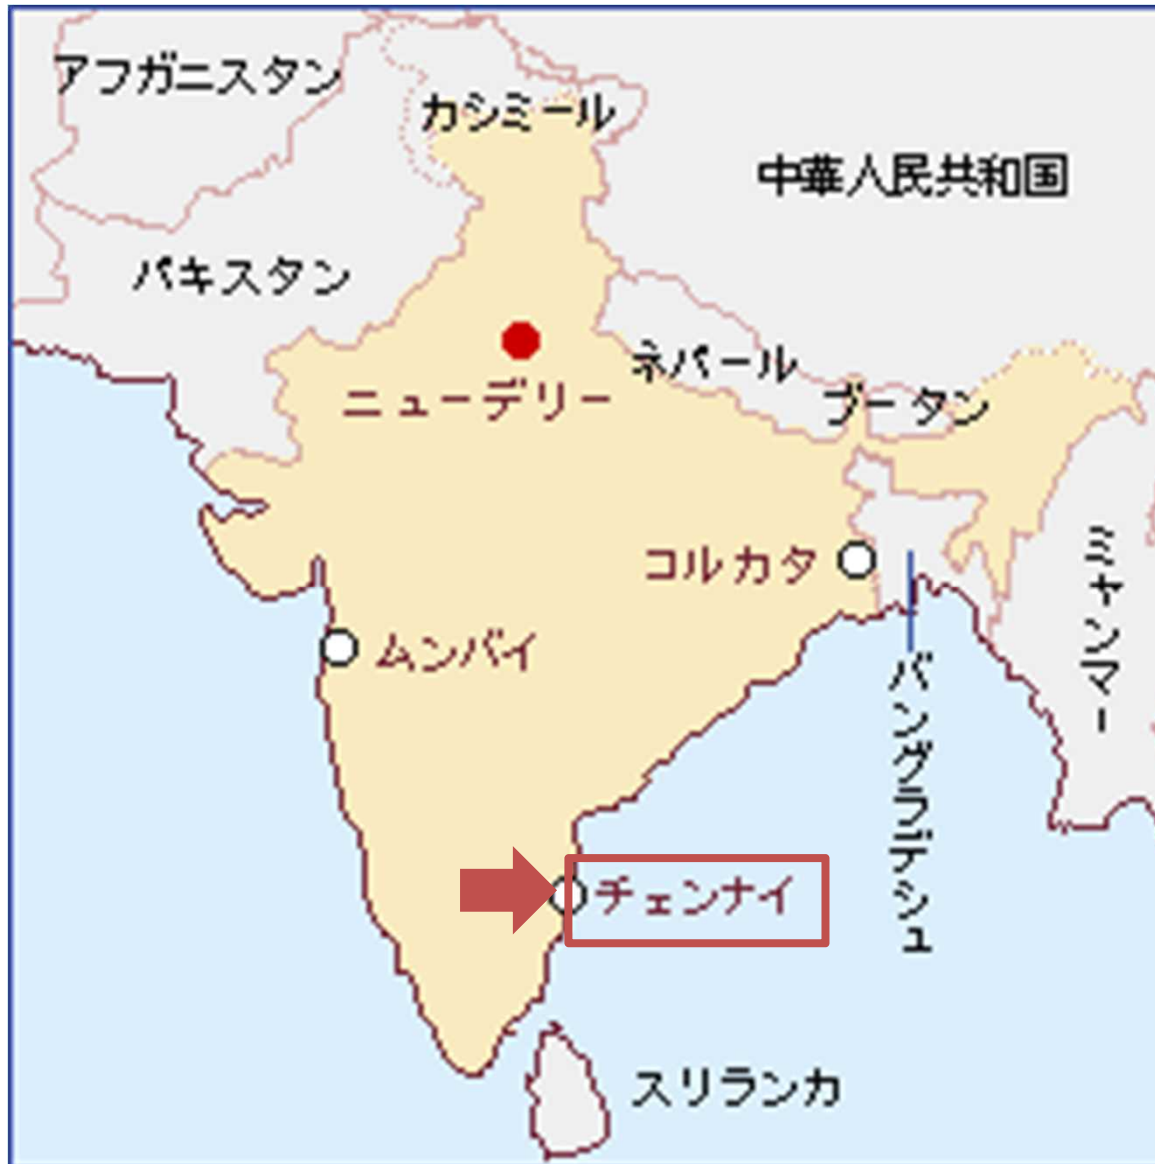 アフガニスタン
カシミール
中華人民共和国
パキスタン
ネパール
ニューデリー
ブータン
コルカタ
ミャンマー
ムンバイ
バングラデシュ
チェンナイ
スリランカ